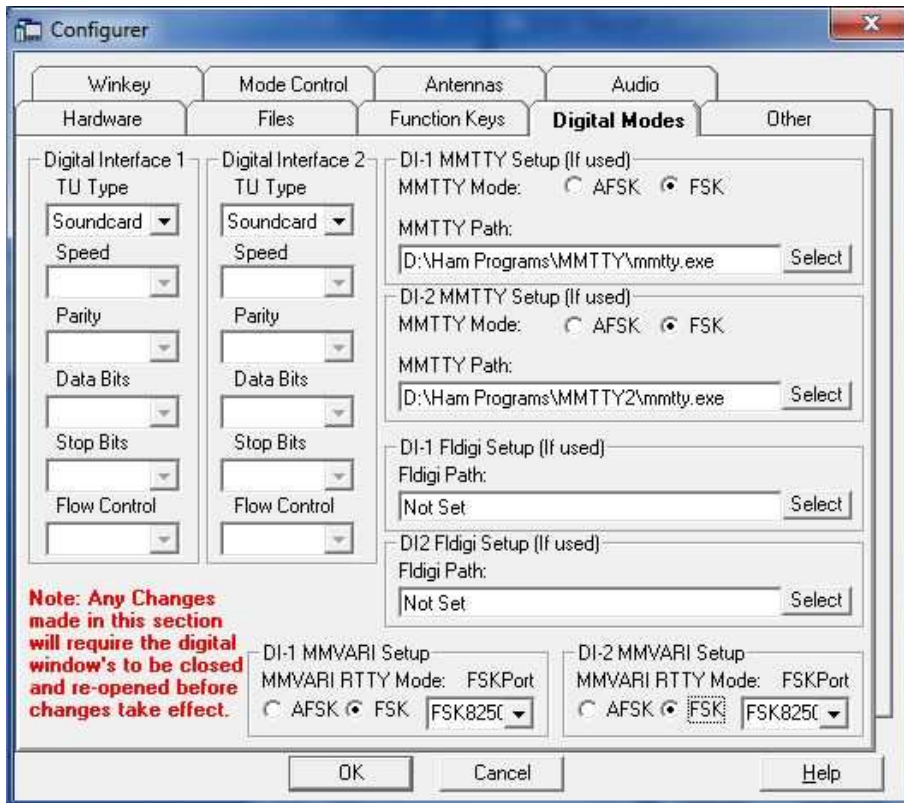 Configurer
Winkey
Mode Control
Antennas
Audio
Hardware
Files
Function Keys
Digital Modes
Other
Digital Interface 1
TU Type
Soundcard
Speed
Parity
Data Bits
Stop Bits
Flow Control
Digital Interface 2
TU Type
Soundcard
Speed
Parity
Data Bits
Stop Bits
Flow Control
DI-1 MMTTY Setup (If used)
MMTTY Mode: AFSK FSK
MMTTY Path:
D:\Ham Programs\MMTTY\mmtty.exe Select
DI-2 MMTTY Setup (If used)
MMTTY Mode: AFSK FSK
MMTTY Path:
D:\Ham Programs\MMTTY2\mmtty.exe Select
DI-1 Fldigi Setup (If used)
Fldigi Path:
Not Set Select
DI2 Fldigi Setup (If used)
Fldigi Path:
Not Set Select
Note: Any Changes
made in this section
will require the digital
window's to be closed
and re-opened before
changes take effect.
DI-1 MMVARI Setup
MMVARI RTTY Mode: FSKPort
AFSK FSK FSK825(
DI-2 MMVARI Setup
MMVARI RTTY Mode: FSKPort
AFSK FSK FSK825(
OK
Cancel
Help